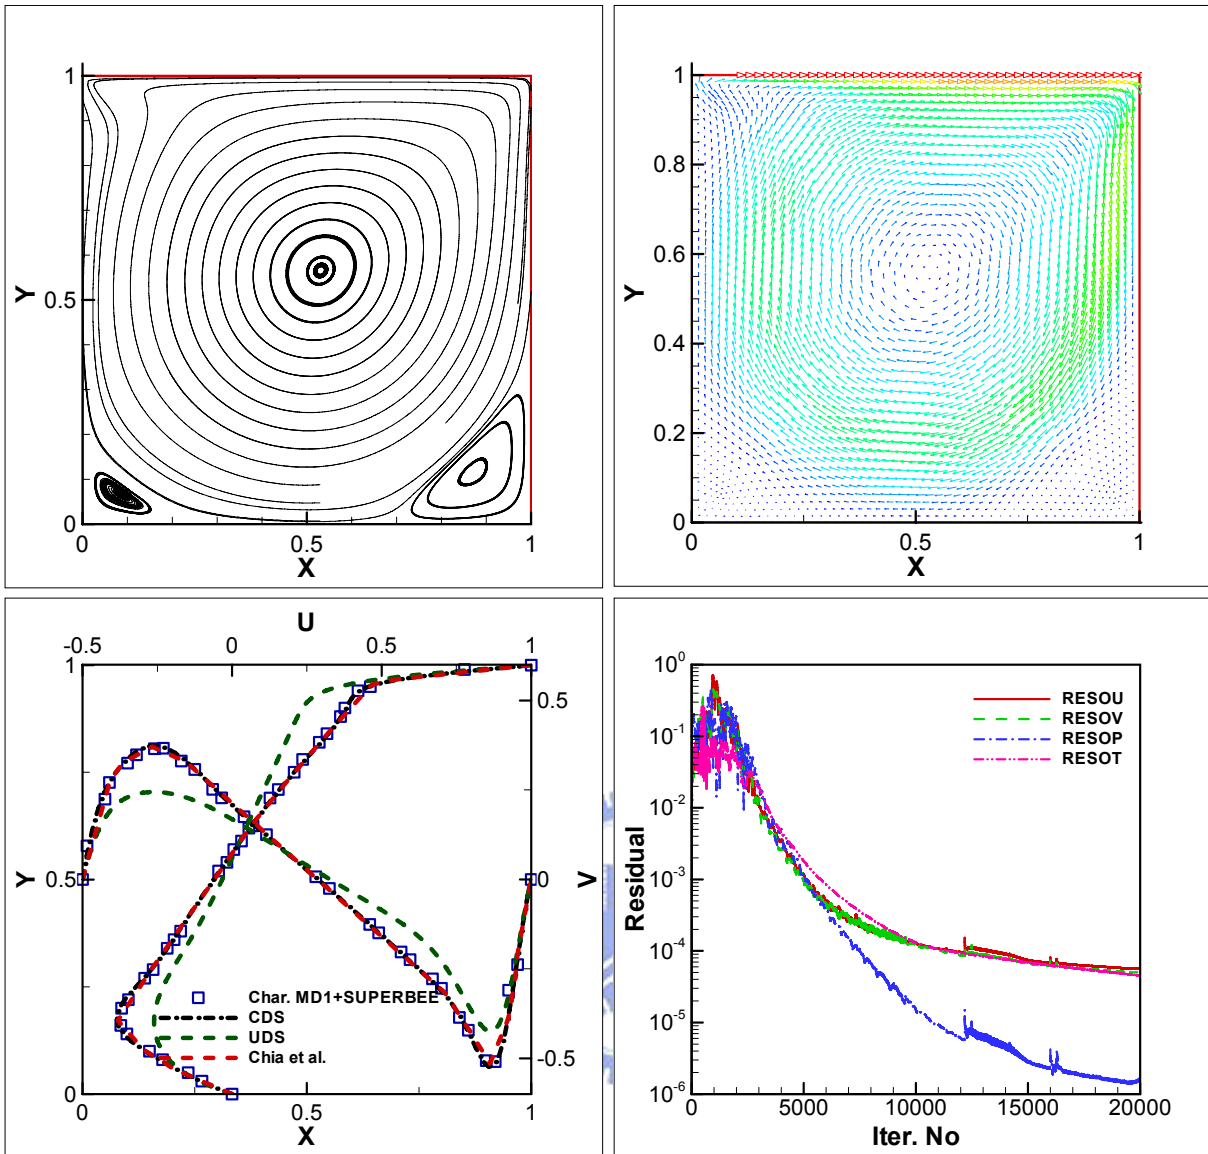 1
Y
0.5
0
0
0.5
1
X
1
0.8
Y
0.6
0.4
0.2
0
0
0.5
1
X
U
-0.5
0
0.5
1
1
Y
0.5
0
0.5
0
V
-0.5
Char. MD1+SUPERBEE
CDS
UDS
Chia et al.
0
0.5
1
X
10^0
10^-1
10^-2
10^-3
10^-4
10^-5
10^-6
Residual
RESOU
RESOV
RESOP
RESOT
0
5000
10000
15000
20000
Iter. No